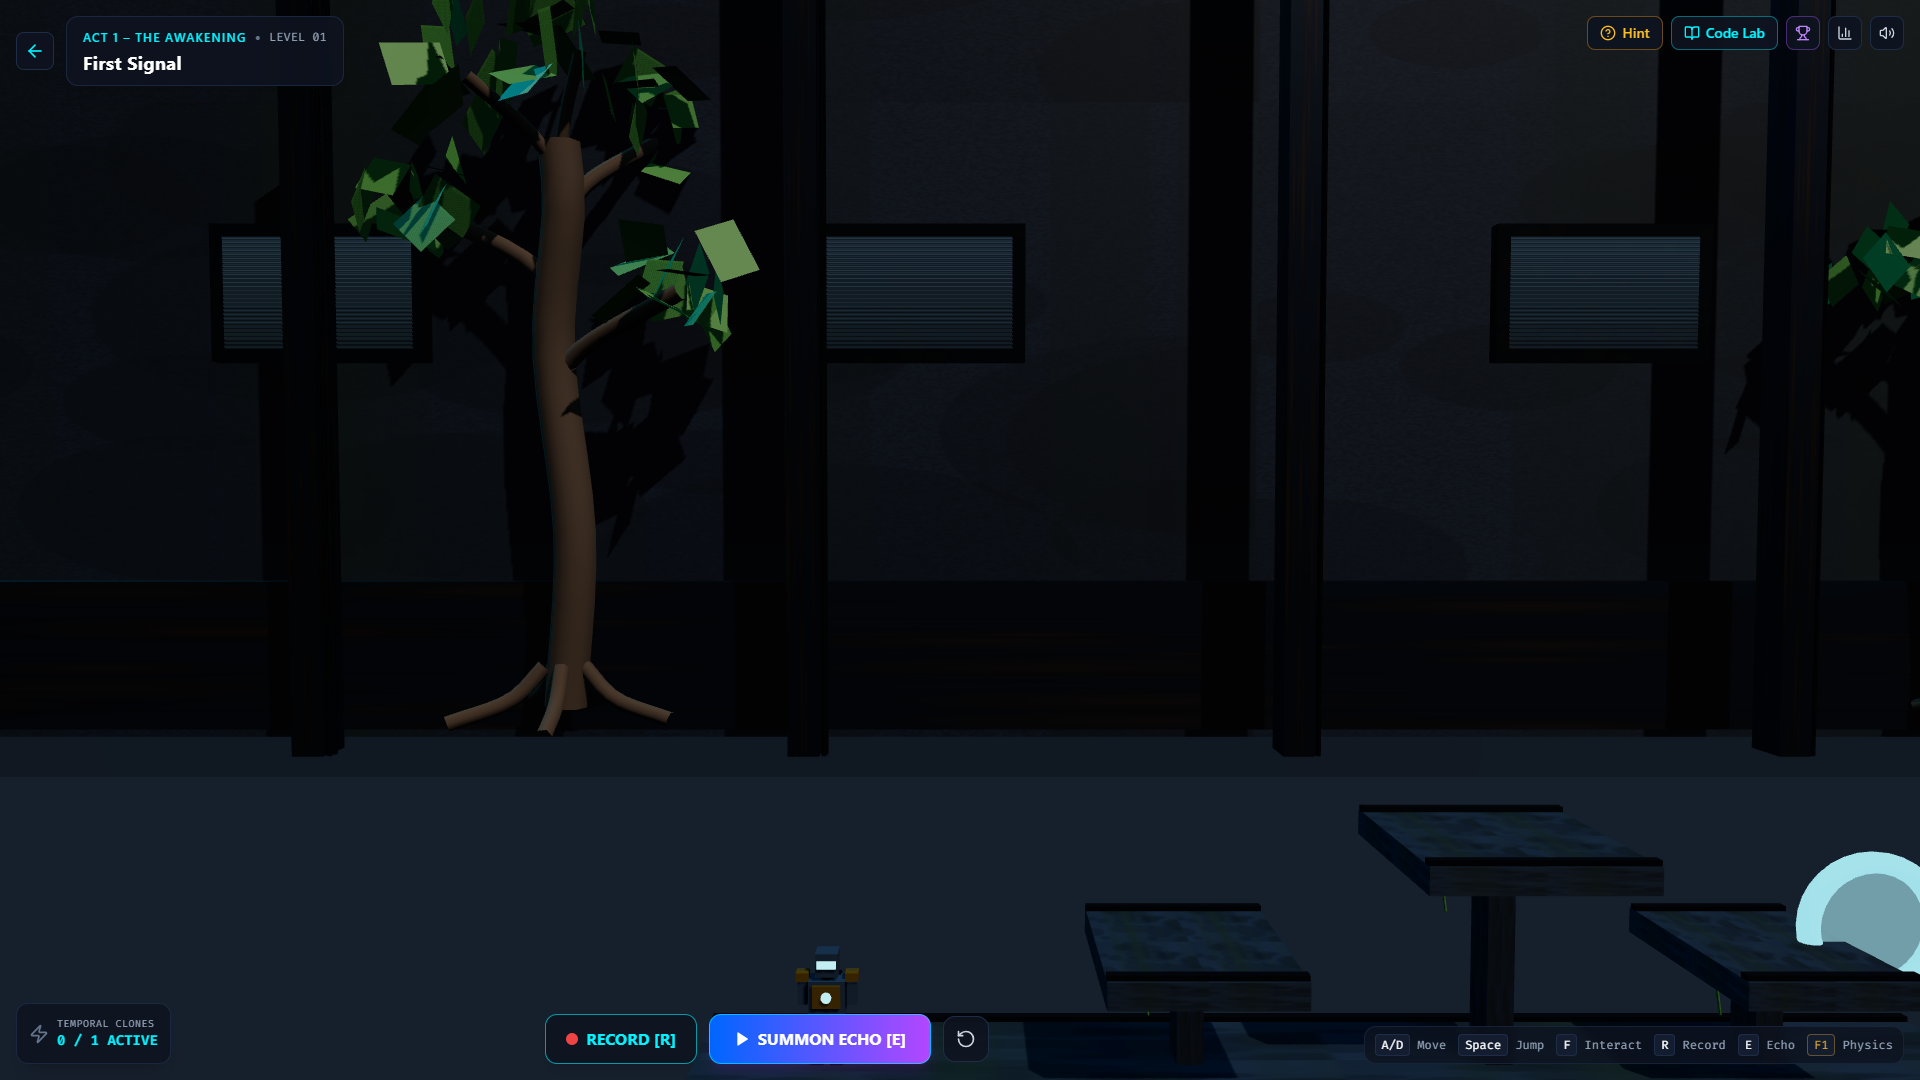 ACT 1 – THE AWAKENING • LEVEL 01
First Signal
Hint
Code Lab
TEMPORAL CLONES
0 / 1 ACTIVE
RECORD [R]
SUMMON ECHO [E]
A/D Move Space Jump F Interact R Record E Echo F1 Physics